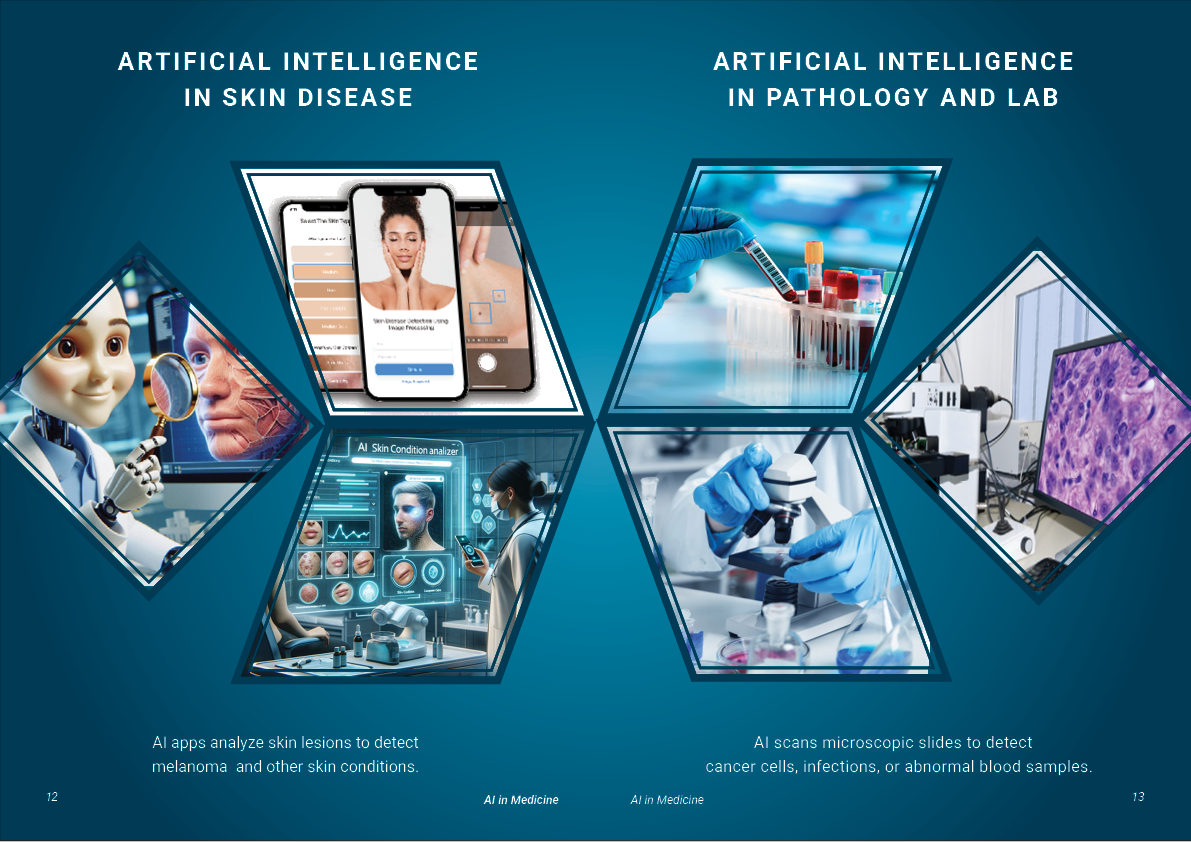 ARTIFICIAL INTELLIGENCE
IN SKIN DISEASE
Select The Skin
Skin Disease Detection Using
Image Processing
AI Skin Condition analizer
AI apps analyze skin lesions to detect
melanoma and other skin conditions.
12
AI in Medicine
ARTIFICIAL INTELLIGENCE
IN PATHOLOGY AND LAB
AI scans microscopic slides to detect
cancer cells, infections, or abnormal blood samples.
AI in Medicine
13